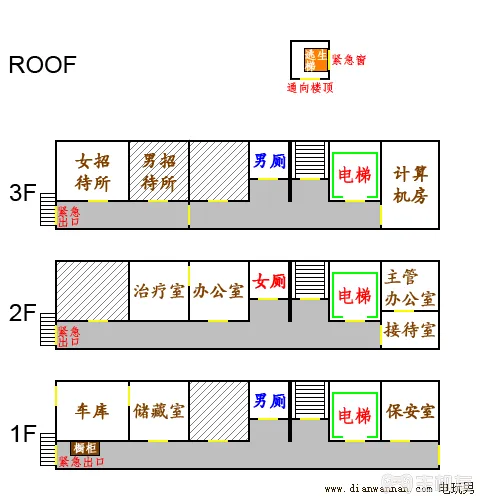 ROOF
逃生
梯
紧急窗
通向楼顶
3F
女招
待所
男招
待所
男厕
电梯
计算
机房
紧急
出口
2F
治疗室
办公室
女厕
电梯
主管
办公室
接待室
紧急
出口
1F
车库
储藏室
男厕
电梯
保安室
橱柜
紧急出口
www.dianwannan.com 电玩男